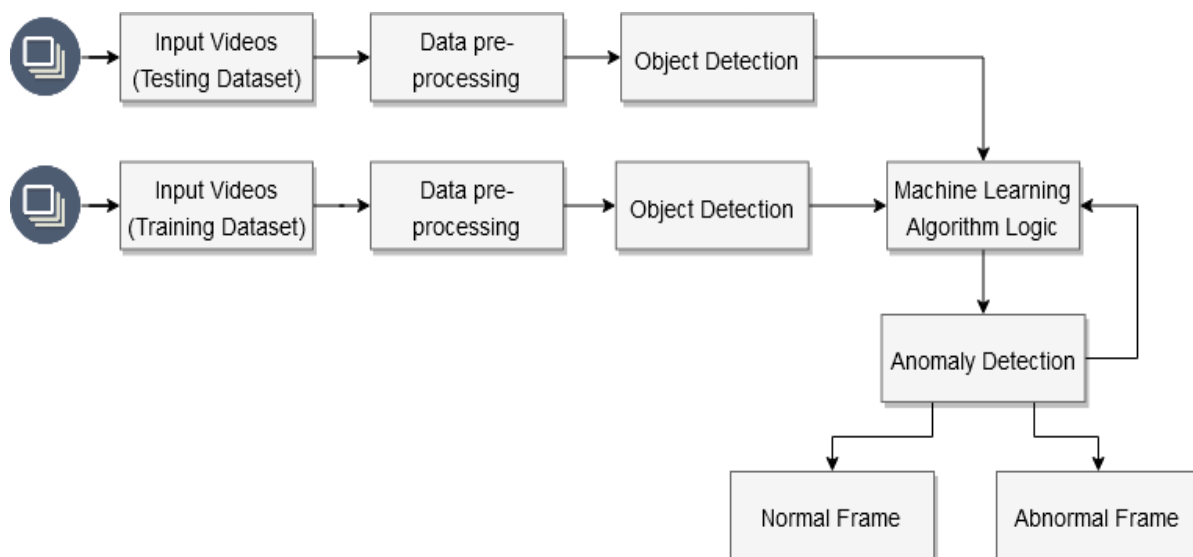 Input Videos
(Testing Dataset)
Data pre-
processing
Object Detection
Input Videos
(Training Dataset)
Data pre-
processing
Object Detection
Machine Learning
Algorithm Logic
Anomaly Detection
Normal Frame
Abnormal Frame